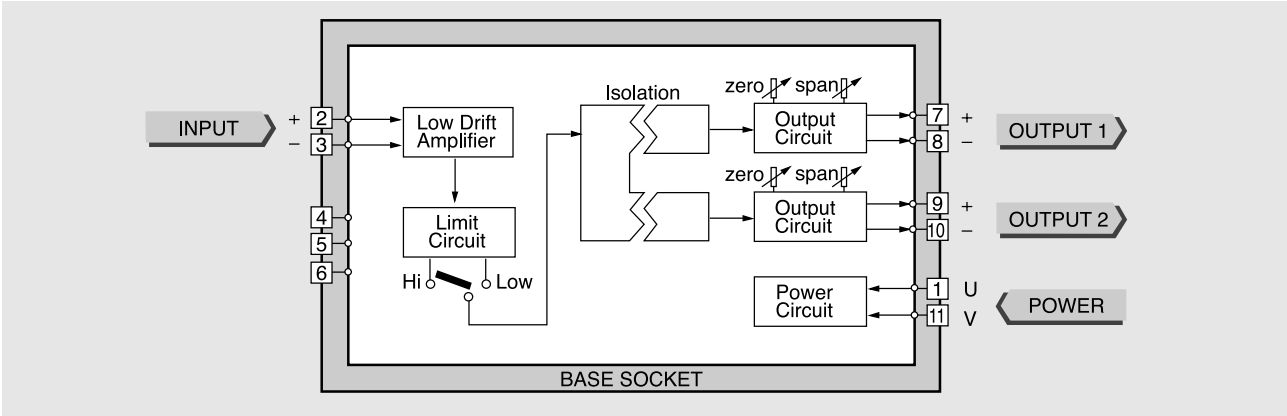 Isolation
zero span
zero span
INPUT
+ 2
− 3
4
5
6
Low Drift
Amplifier
Limit
Circuit
Hi
Low
Output
Circuit
7 +
8 −
OUTPUT 1
Output
Circuit
9 +
10 −
OUTPUT 2
Power
Circuit
1 U
11 V
POWER
BASE SOCKET